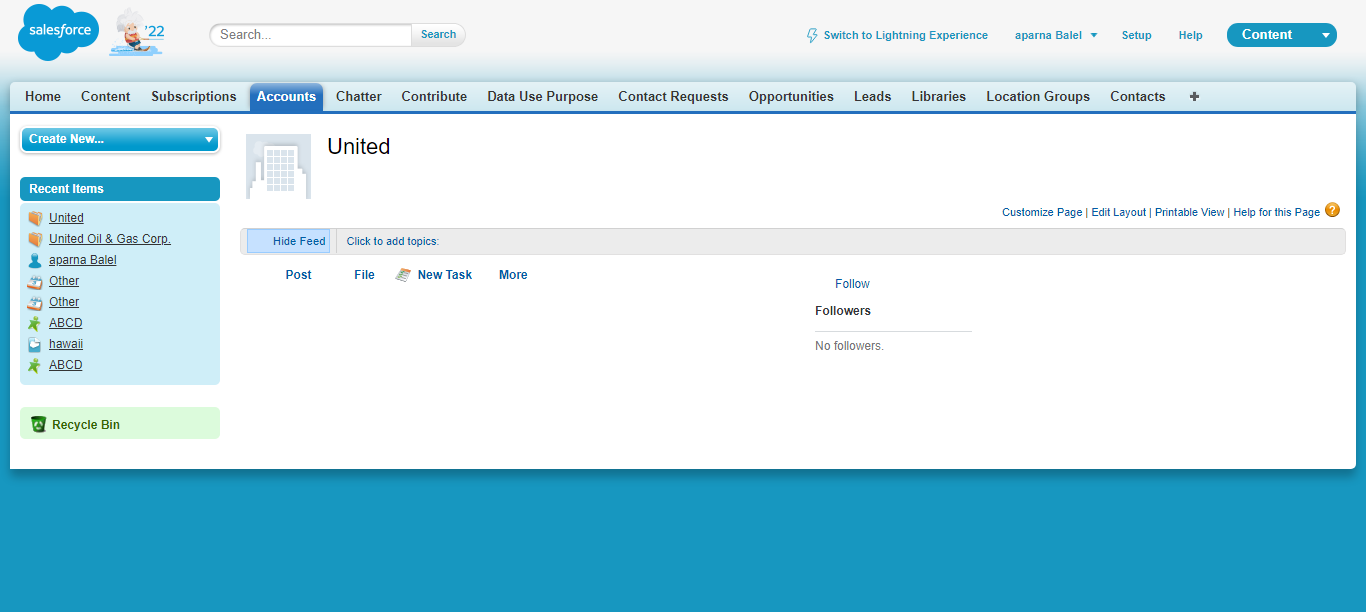 salesforce
'22
Search...
Search
Switch to Lightning Experience
aparna Balel
Setup
Help
Content
Home Content Subscriptions Accounts Chatter Contribute Data Use Purpose Contact Requests Opportunities Leads Libraries Location Groups Contacts +
Create New...
Recent Items
United
United Oil & Gas Corp.
aparna Balel
Other
Other
ABCD
hawaii
ABCD
Recycle Bin
United
Customize Page | Edit Layout | Printable View | Help for this Page ?
Hide Feed
Click to add topics:
Post File New Task More
Follow
Followers
No followers.